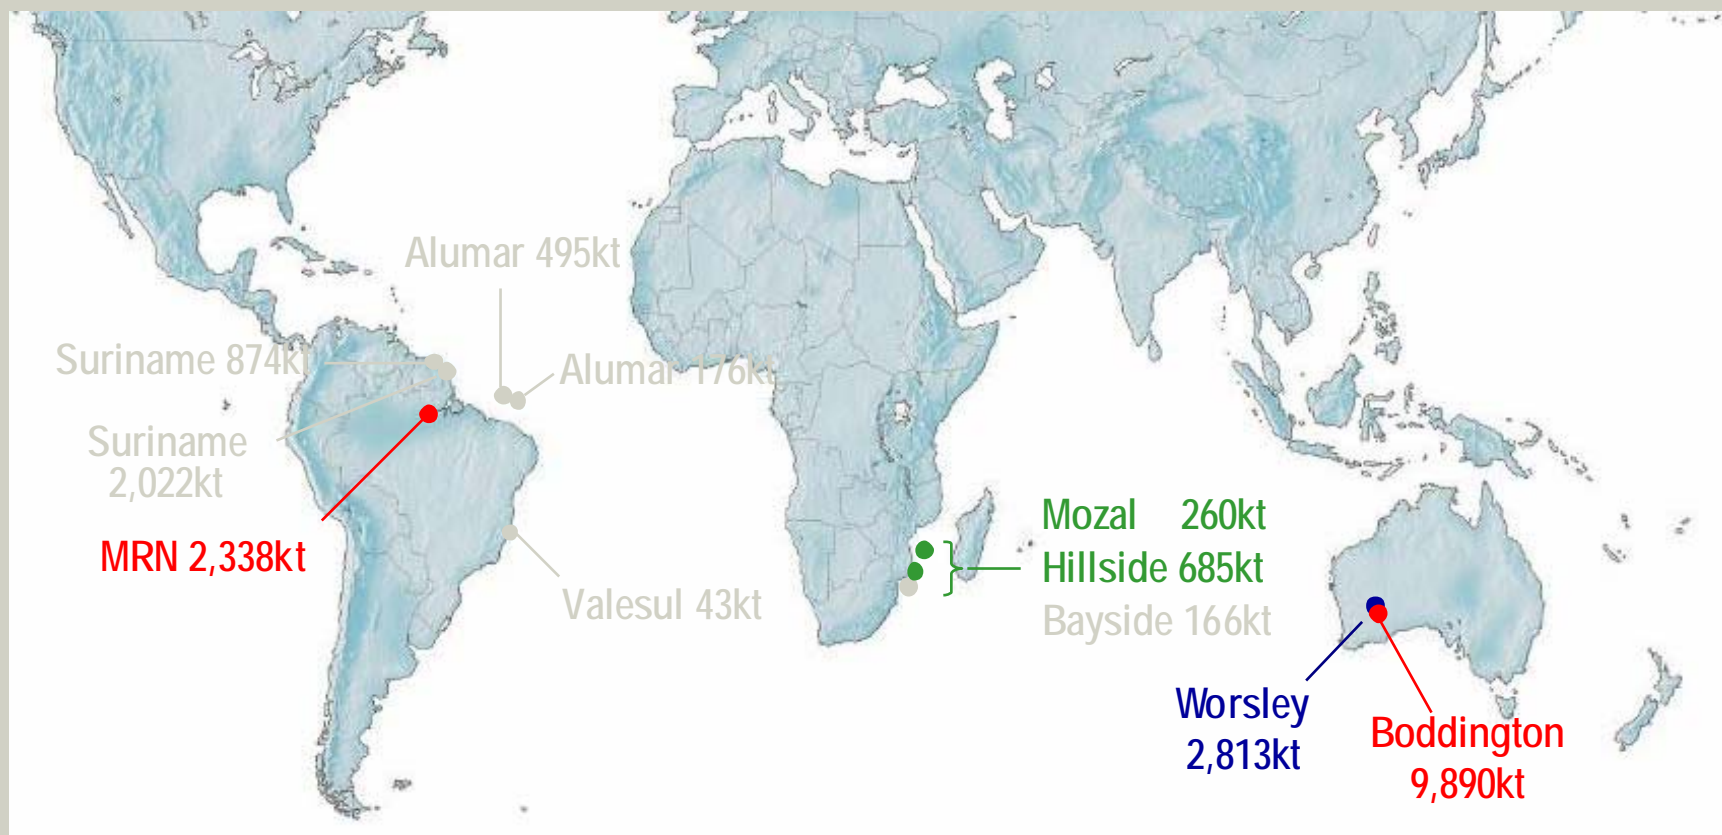 Alumar 495kt
Suriname 874kt
Alumar 176kt
Suriname
2,022kt
MRN 2,338kt
Valesul 43kt
Mozal 260kt
Hillside 685kt
Bayside 166kt
Worsley
2,813kt
Boddington
9,890kt